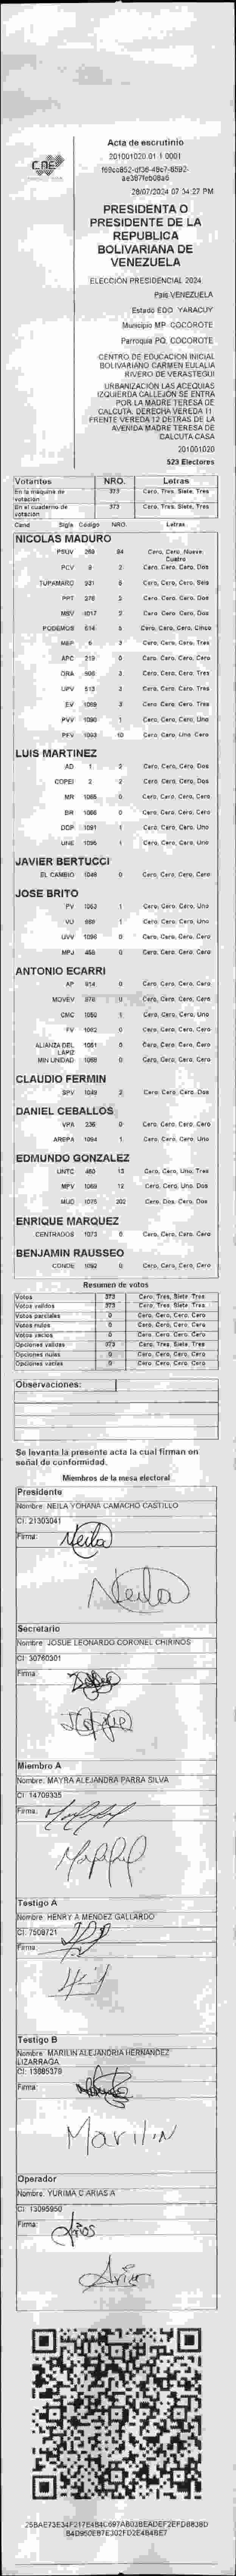 CNE
Acta de escrutinio
201001020.01.1.0001
28/07/2024 07:34:27 PM
PRESIDENTA O
PRESIDENTE DE LA
REPUBLICA
BOLIVARIANA DE
VENEZUELA
ELECCION PRESIDENCIAL 2024
País VENEZUELA
Estado EDO. YARACUY
Municipio MP. COCOROTE
Parroquia PQ. COCOROTE
CENTRO DE EDUCACION INICIAL
BOLIVARIANO CARMEN EULALIA
RIVERO DE VERASTEGUI
URBANIZACION LAS ACEQUIAS
IZQUIERDA CALLEJÓN SE ENTRA
POR LA MADRE TERESA DE
CALCUTA. DERECHA VEREDA 11.
FRENTE VEREDA 12 DETRAS DE LA
AVENIDA MADRE TERESA DE
CALCUTA CASA
201001020
523 Electores
Votantes NRO. Letras
En la maquina de votación 373 Cero, Tres, Siete, Tres
En el cuaderno de votación 373 Cero, Tres, Siete, Tres
Cand Sigla Código NRO. Letras
NICOLAS MADURO
PSUV 260 94 Cero, Cero, Nueve, Cuatro
PCV 9 2 Cero, Cero, Cero, Dos
TUPAMARO 931 6 Cero, Cero, Cero, Seis
PPT 278 2 Cero, Cero, Cero, Dos
MSV 1017 2 Cero, Cero, Cero, Dos
PODEMOS 614 5 Cero, Cero, Cero, Cinco
MEP 6 3 Cero, Cero, Cero, Tres
APC 219 0 Cero, Cero, Cero, Cero
ORA 906 3 Cero, Cero, Cero, Tres
UPV 513 3 Cero, Cero, Cero, Tres
EV 1089 3 Cero, Cero, Cero, Tres
PVV 1090 1 Cero, Cero, Cero, Uno
PFV 1093 10 Cero, Cero, Uno, Cero
LUIS MARTINEZ
AD 1 2 Cero, Cero, Cero, Dos
COPEI 2 2 Cero, Cero, Cero, Dos
MR 1065 0 Cero, Cero, Cero, Cero
BR 1066 0 Cero, Cero, Cero, Cero
DDP 1091 1 Cero, Cero, Cero, Uno
UNE 1095 1 Cero, Cero, Cero, Uno
JAVIER BERTUCCI
EL CAMBIO 1048 0 Cero, Cero, Cero, Cero
JOSE BRITO
PV 1063 1 Cero, Cero, Cero, Uno
VU 989 1 Cero, Cero, Cero, Uno
UVV 1096 0 Cero, Cero, Cero, Cero
MPJ 458 0 Cero, Cero, Cero, Cero
ANTONIO ECARRI
AP 914 0 Cero, Cero, Cero, Cero
MOVEV 976 0 Cero, Cero, Cero, Cero
CMC 1050 1 Cero, Cero, Cero, Uno
FV 1062 0 Cero, Cero, Cero, Cero
ALIANZA DEL LAPIZ 1061 0 Cero, Cero, Cero, Cero
MIN UNIDAD 1068 0 Cero, Cero, Cero, Cero
CLAUDIO FERMIN
SPV 1049 2 Cero, Cero, Cero, Dos
DANIEL CEBALLOS
VPA 236 0 Cero, Cero, Cero, Cero
AREPA 1094 1 Cero, Cero, Cero, Uno
EDMUNDO GONZALEZ
UNTC 480 13 Cero, Cero, Uno, Tres
MPV 1069 12 Cero, Cero, Uno, Dos
MUD 1075 202 Cero, Dos, Cero, Dos
ENRIQUE MARQUEZ
CENTRADOS 1073 0 Cero, Cero, Cero, Cero
BENJAMIN RAUSSEO
CONDE 1092 0 Cero, Cero, Cero, Cero
Resumen de votos
Votos 373 Cero, Tres, Siete, Tres
Votos validos 373 Cero, Tres, Siete, Tres
Votos parciales 0 Cero, Cero, Cero, Cero
Votos nulos 0 Cero, Cero, Cero, Cero
Votos vacios 0 Cero, Cero, Cero, Cero
Opciones validas 373 Cero, Tres, Siete, Tres
Opciones nulas 0 Cero, Cero, Cero, Cero
Opciones vacias 0 Cero, Cero, Cero, Cero
Observaciones:
Se levanta la presente acta la cual firman en
señal de conformidad.
Miembros de la mesa electoral
Presidente
Nombre: NEILA YOHANA CAMACHO CASTILLO
CI: 21303041
Firma: Neila
Neila
Secretario
Nombre: JOSUE LEONARDO CORONEL CHIRINOS
CI: 30760301
Firma:
Miembro A
Nombre: MAYRA ALEJANDRA PARRA SILVA
CI: 14709335
Firma:
Testigo A
Nombre: HENRY A MENDEZ GALLARDO
CI: 7508721
Firma:
Testigo B
Nombre: MARILIN ALEJANDRIA HERNANDEZ
LIZARRAGA
CI: 13885379
Firma:
Marilin
Operador
Nombre: YURIMA C ARIAS A
CI: 13095950
Firma: Arias
Arias